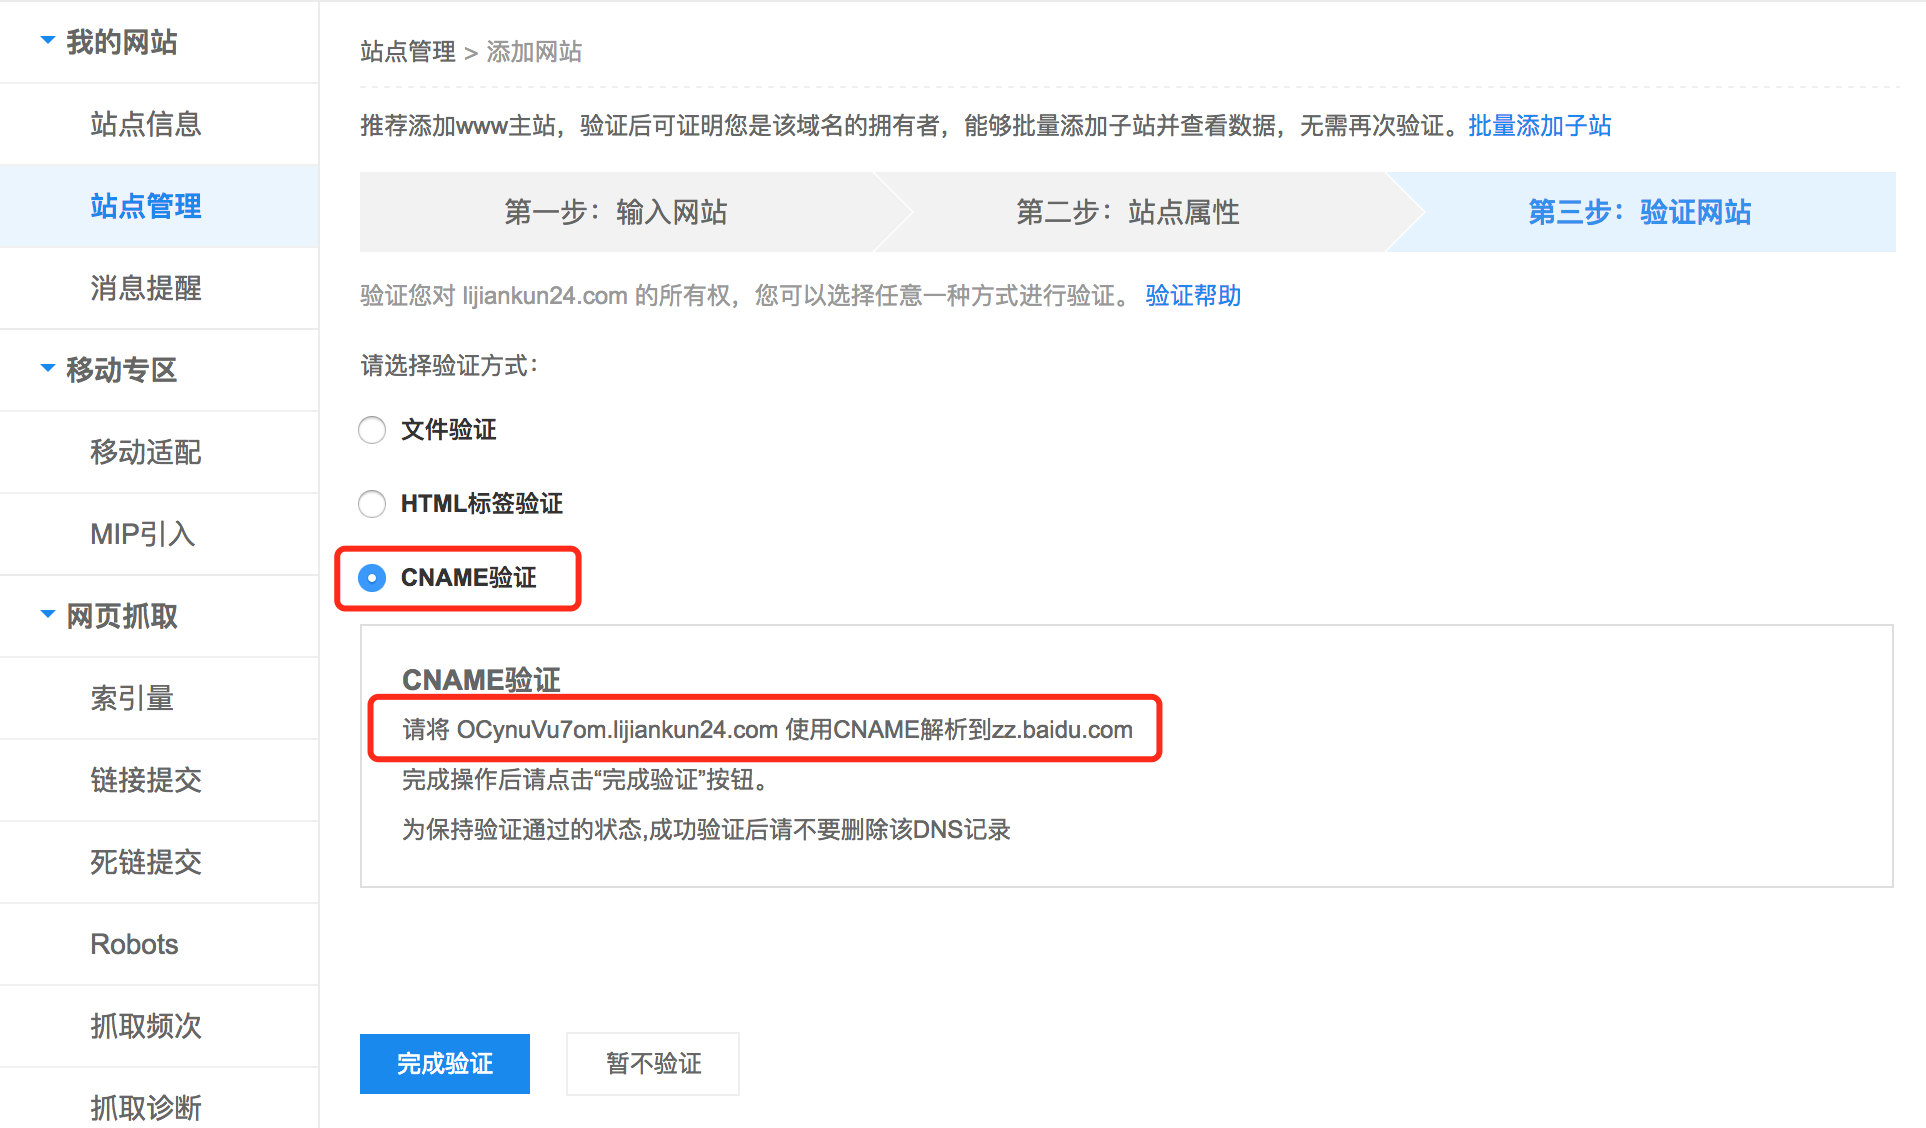 我的网站
站点信息
站点管理
消息提醒
移动专区
移动适配
MIP引入
网页抓取
索引量
链接提交
死链提交
Robots
抓取频次
抓取诊断
站点管理 > 添加网站
推荐添加www主站，验证后可证明您是该域名的拥有者，能够批量添加子站并查看数据，无需再次验证。批量添加子站
第一步：输入网站
第二步：站点属性
第三步：验证网站
验证您对 lijiankun24.com 的所有权，您可以选择任意一种方式进行验证。 验证帮助
请选择验证方式：
文件验证
HTML标签验证
CNAME验证
CNAME验证
请将 OCynuVu7om.lijiankun24.com 使用CNAME解析到zz.baidu.com
完成操作后请点击“完成验证”按钮。
为保持验证通过的状态,成功验证后请不要删除该DNS记录
完成验证
暂不验证